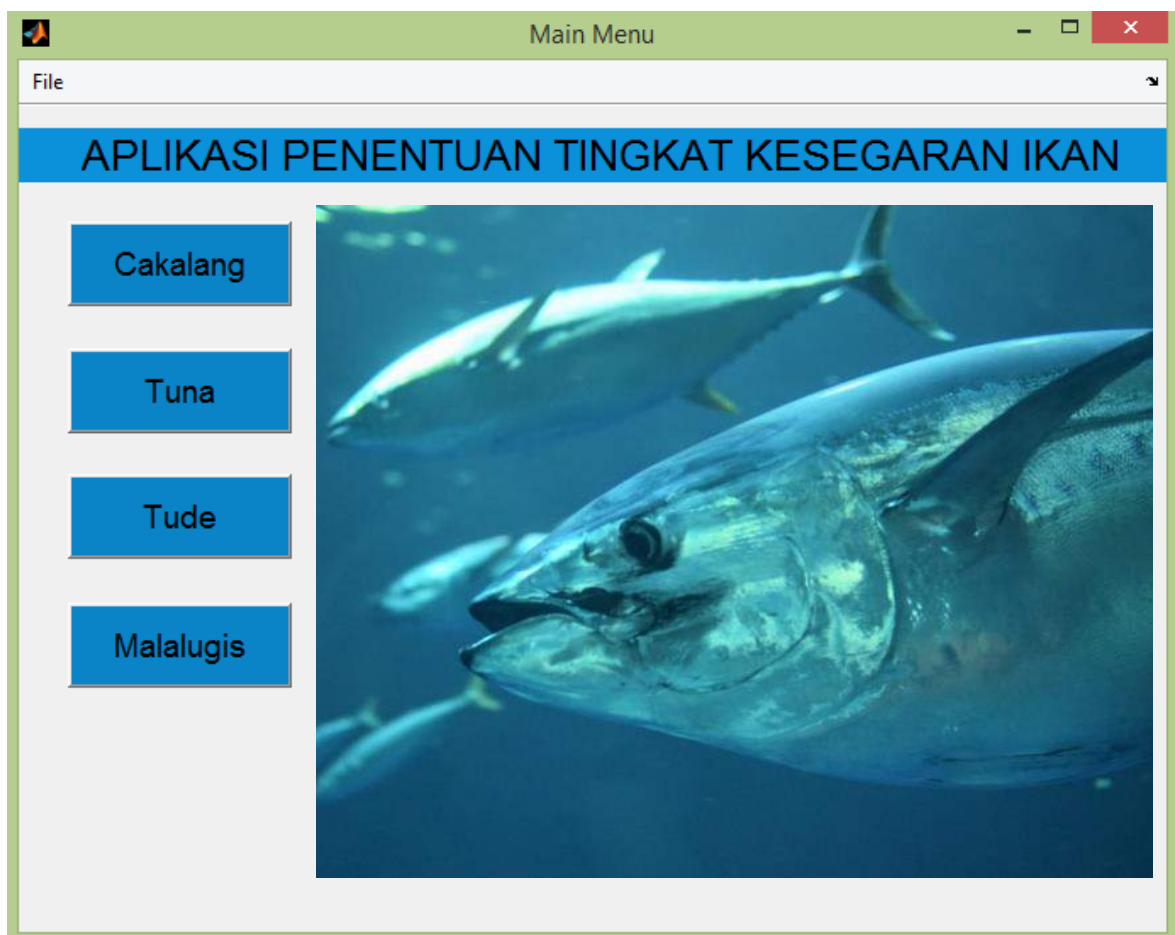 Main Menu
File
APLIKASI PENENTUAN TINGKAT KESEGARAN IKAN
Cakalang
Tuna
Tude
Malalugis